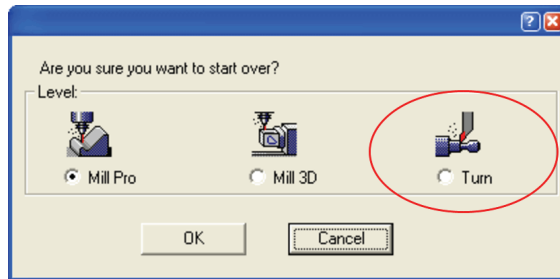 Are you sure you want to start over?
Level:
Mill Pro
Mill 3D
Turn
OK
Cancel